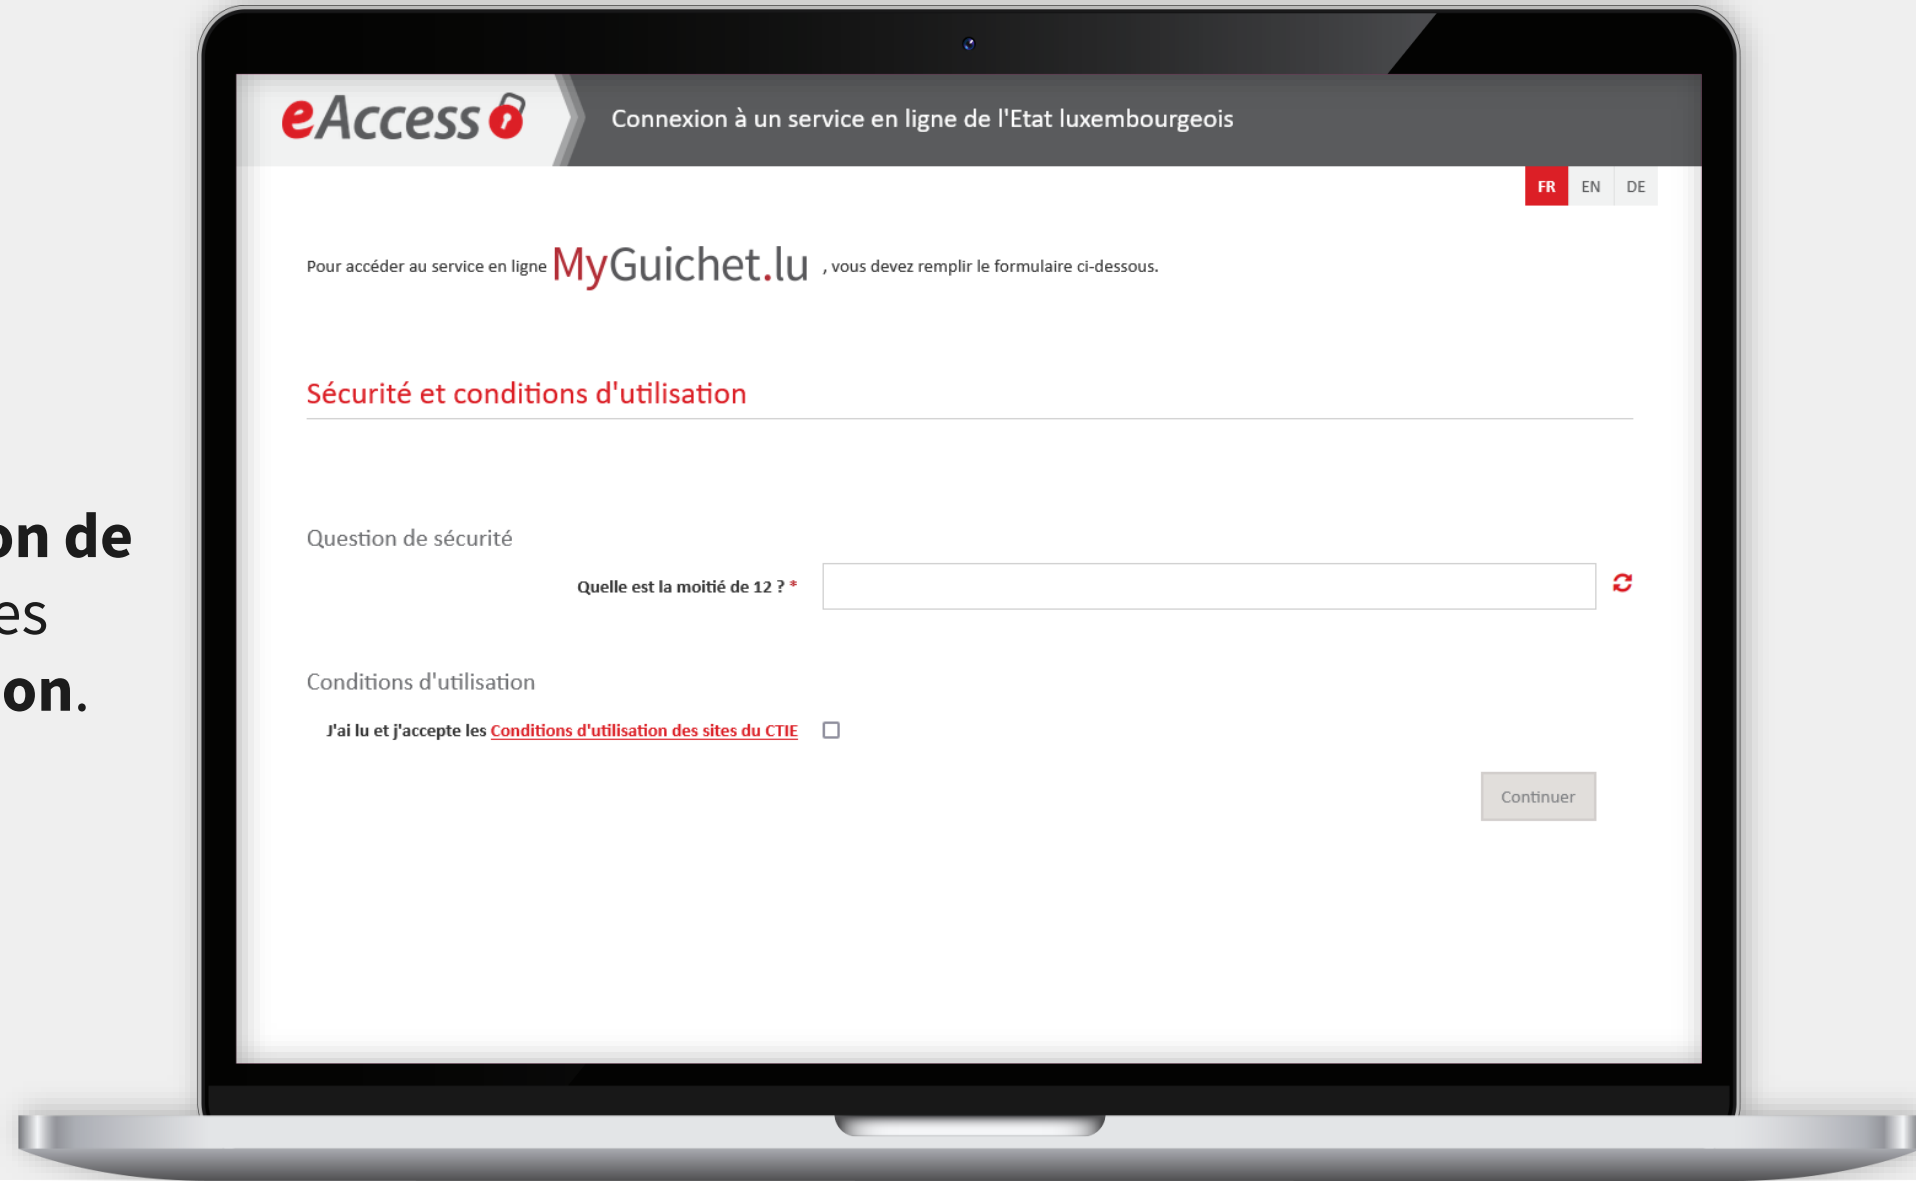 on de
es
on.
eAccess
Connexion à un service en ligne de l'Etat luxembourgeois
FR EN DE
Pour accéder au service en ligne MyGuichet.lu , vous devez remplir le formulaire ci-dessous.
Sécurité et conditions d'utilisation
Question de sécurité
Quelle est la moitié de 12 ? *
Conditions d'utilisation
J'ai lu et j'accepte les Conditions d'utilisation des sites du CTIE
Continuer